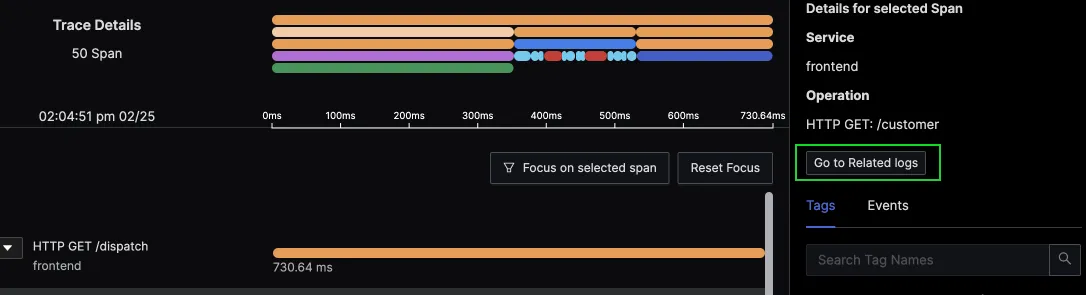 Trace Details
50 Span
02:04:51 pm 02/25
0ms 100ms 200ms 300ms 400ms 500ms 600ms 730.64ms
Focus on selected span Reset Focus
HTTP GET /dispatch
frontend
730.64 ms
Details for selected Span
Service
frontend
Operation
HTTP GET: /customer
Go to Related logs
Tags Events
Search Tag Names